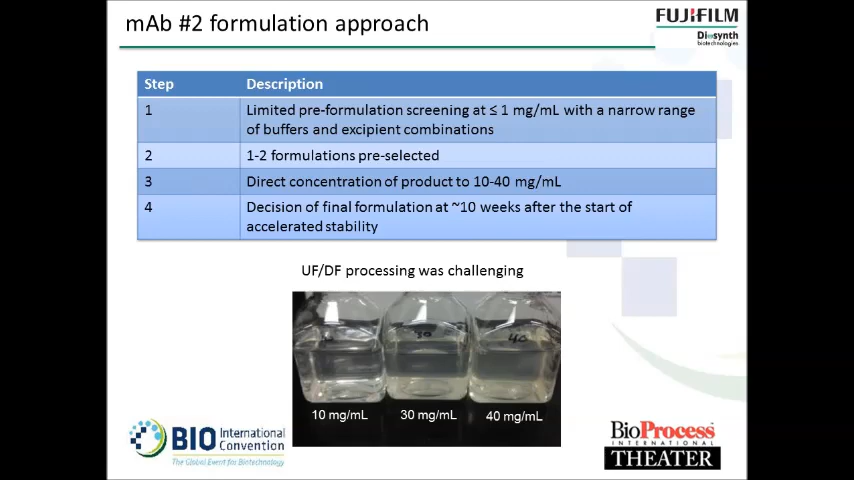 mAb #2 formulation approach
FUJIFILM
Diosynth
biotechnologies
Step Description
1 Limited pre-formulation screening at ≤ 1 mg/mL with a narrow range
of buffers and excipient combinations
2 1-2 formulations pre-selected
3 Direct concentration of product to 10-40 mg/mL
4 Decision of final formulation at ~10 weeks after the start of
accelerated stability
UF/DF processing was challenging
30
40
10 mg/mL 30 mg/mL 40 mg/mL
BIO International
Convention
The Global Event for Biotechnology
BioProcess
INTERNATIONAL
THEATER